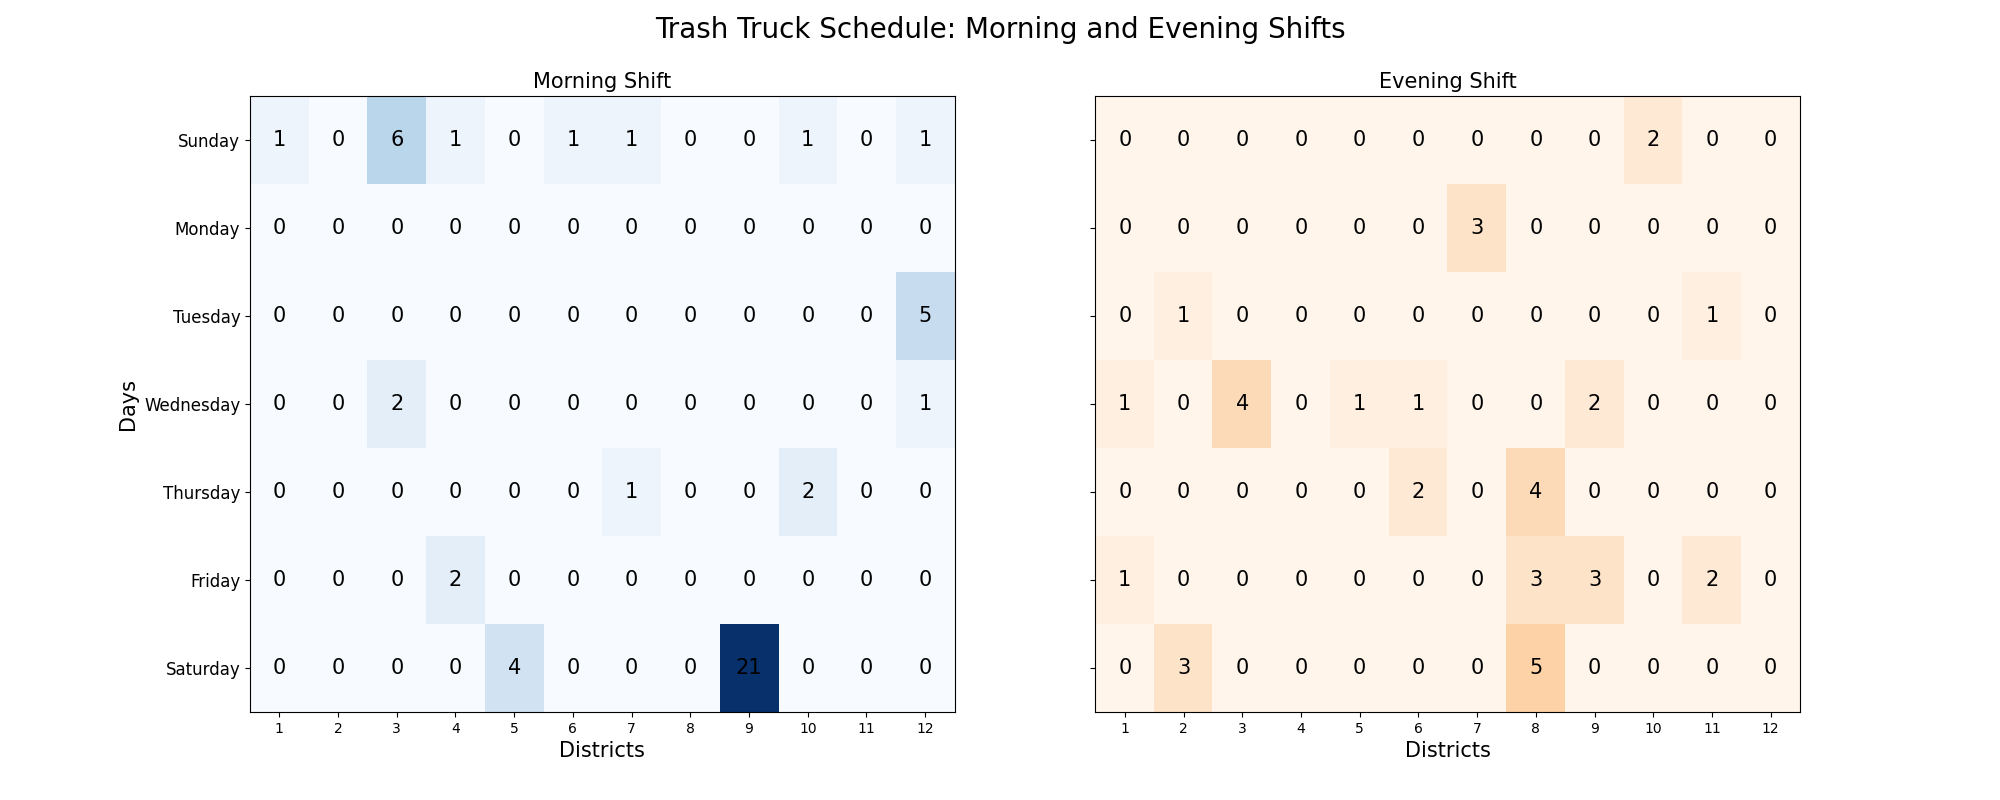 Trash Truck Schedule: Morning and Evening Shifts
Morning Shift
Sunday 1 0 6 1 0 1 1 0 0 1 0 1
Monday 0 0 0 0 0 0 0 0 0 0 0 0
Tuesday 0 0 0 0 0 0 0 0 0 0 0 5
Wednesday 0 0 2 0 0 0 0 0 0 0 0 1
Thursday 0 0 0 0 0 0 1 0 0 2 0 0
Friday 0 0 0 2 0 0 0 0 0 0 0 0
Saturday 0 0 0 0 4 0 0 0 21 0 0 0
1 2 3 4 5 6 7 8 9 10 11 12
Districts
Days
Evening Shift
0 0 0 0 0 0 0 0 0 2 0 0
0 0 0 0 0 0 3 0 0 0 0 0
0 1 0 0 0 0 0 0 0 0 1 0
1 0 4 0 1 1 0 0 2 0 0 0
0 0 0 0 0 2 0 4 0 0 0 0
1 0 0 0 0 0 0 3 3 0 2 0
0 3 0 0 0 0 0 5 0 0 0 0
1 2 3 4 5 6 7 8 9 10 11 12
Districts